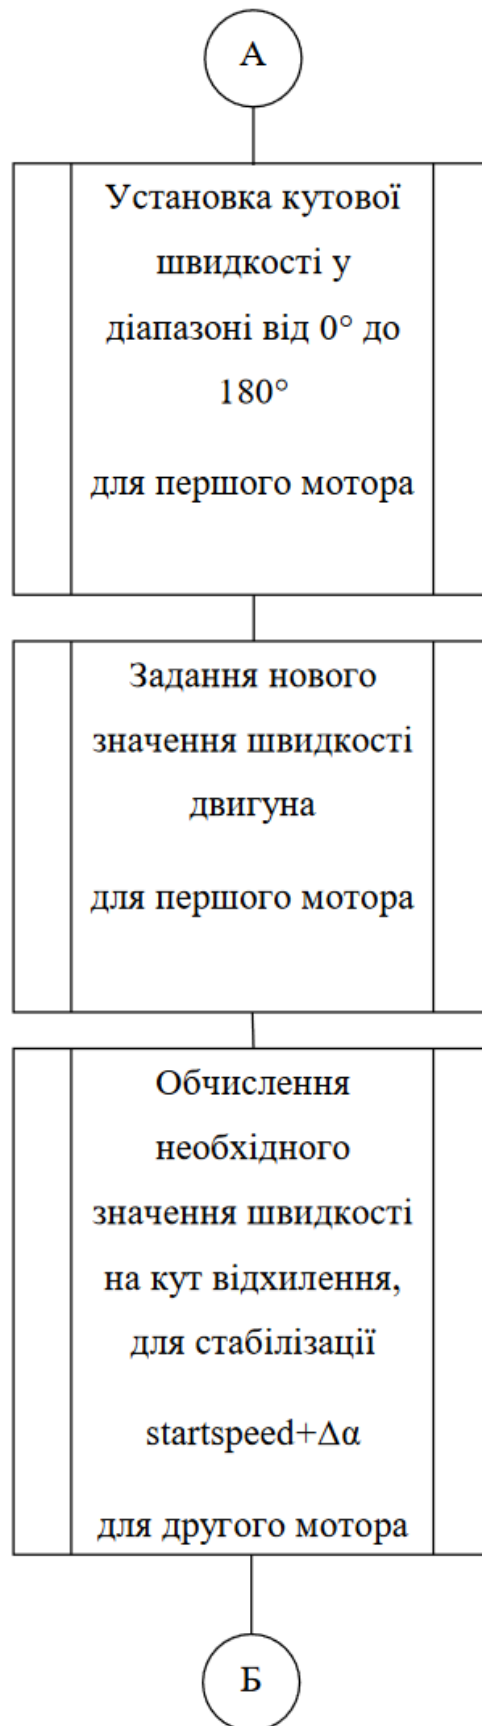 А
Установка кутової
швидкості у
діапазоні від 0° до
180°
для першого мотора
Задання нового
значення швидкості
двигуна
для першого мотора
Обчислення
необхідного
значення швидкості
на кут відхилення,
для стабілізації
startspeed+Δα
для другого мотора
Б